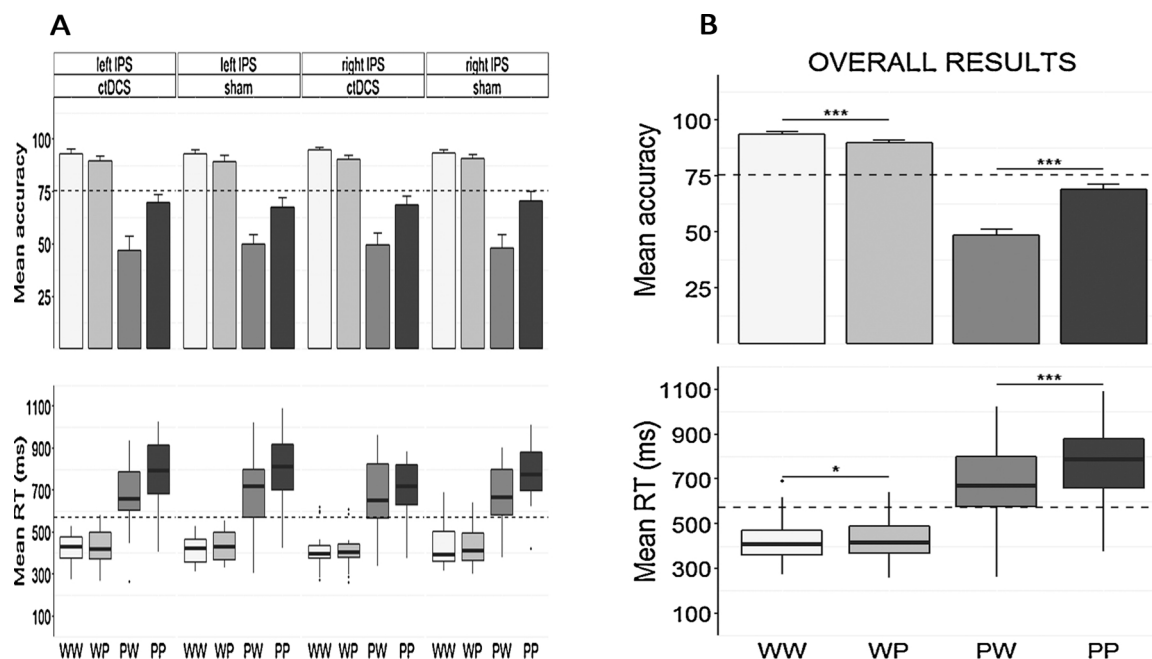 A
left IPS left IPS right IPS right IPS
ctDCS sham ctDCS sham
Mean accuracy
100
75
50
25
Mean RT (ms)
1100
900
700
500
300
100
WW WP PW PP WW WP PW PP WW WP PW PP WW WP PW PP
B
OVERALL RESULTS
Mean accuracy
100
75
50
25
***
***
Mean RT (ms)
1100
900
700
500
300
100
***
*
WW WP PW PP